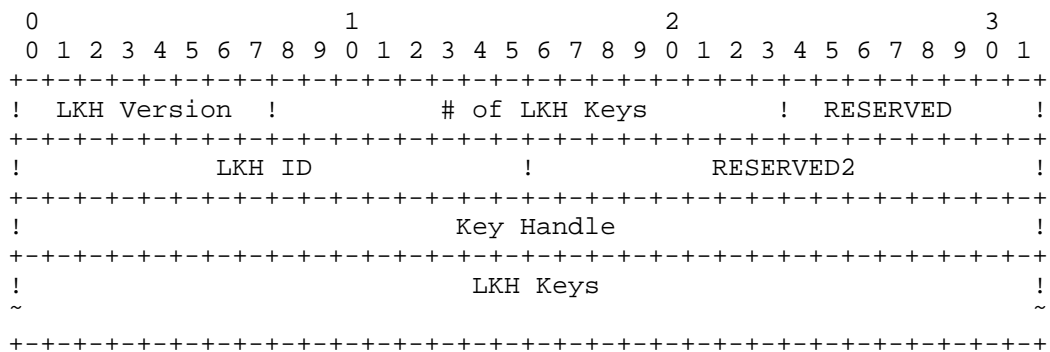 0                   1                   2                   3
 0 1 2 3 4 5 6 7 8 9 0 1 2 3 4 5 6 7 8 9 0 1 2 3 4 5 6 7 8 9 0 1
+-+-+-+-+-+-+-+-+-+-+-+-+-+-+-+-+-+-+-+-+-+-+-+-+-+-+-+-+-+-+-+-+
!  LKH Version  !          # of LKH Keys        !  RESERVED     !
+-+-+-+-+-+-+-+-+-+-+-+-+-+-+-+-+-+-+-+-+-+-+-+-+-+-+-+-+-+-+-+-+
!             LKH ID            !           RESERVED2           !
+-+-+-+-+-+-+-+-+-+-+-+-+-+-+-+-+-+-+-+-+-+-+-+-+-+-+-+-+-+-+-+-+
!                           Key Handle                          !
+-+-+-+-+-+-+-+-+-+-+-+-+-+-+-+-+-+-+-+-+-+-+-+-+-+-+-+-+-+-+-+-+
!                            LKH Keys                           !
~                                                               ~
+-+-+-+-+-+-+-+-+-+-+-+-+-+-+-+-+-+-+-+-+-+-+-+-+-+-+-+-+-+-+-+-+